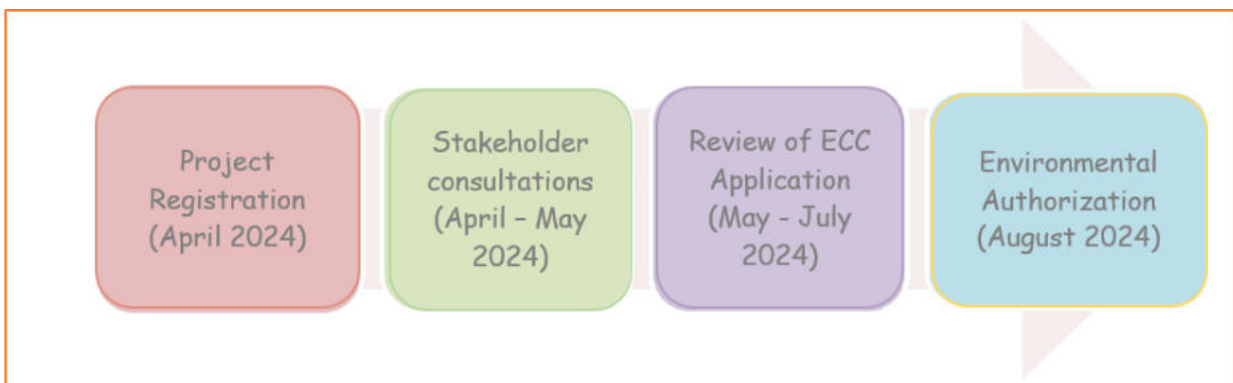 Project
Registration
(April 2024)
Stakeholder
consultations
(April – May
2024)
Review of ECC
Application
(May - July
2024)
Environmental
Authorization
(August 2024)